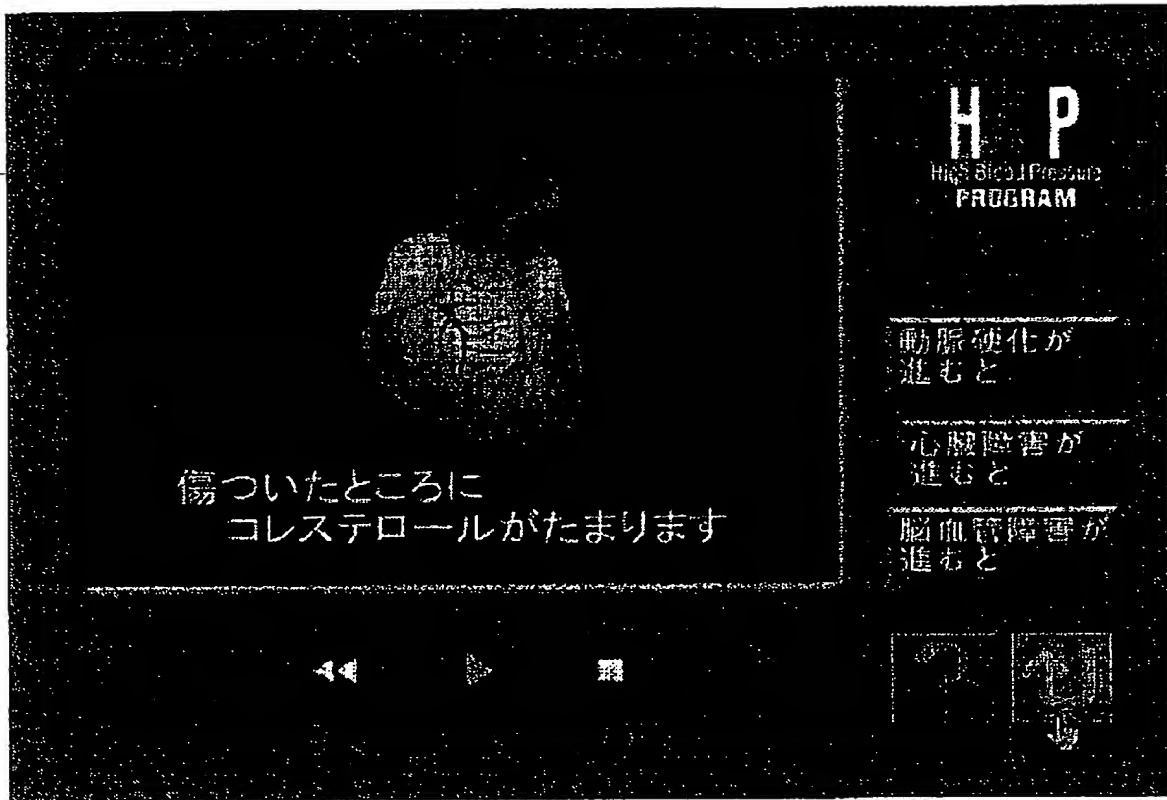 H P
High Blood Pressure
PROGRAM
動脈硬化が
進むと
心臓障害が
進むと
脳血管障害が
進むと
傷ついたところに
コレステロールがたまります
?